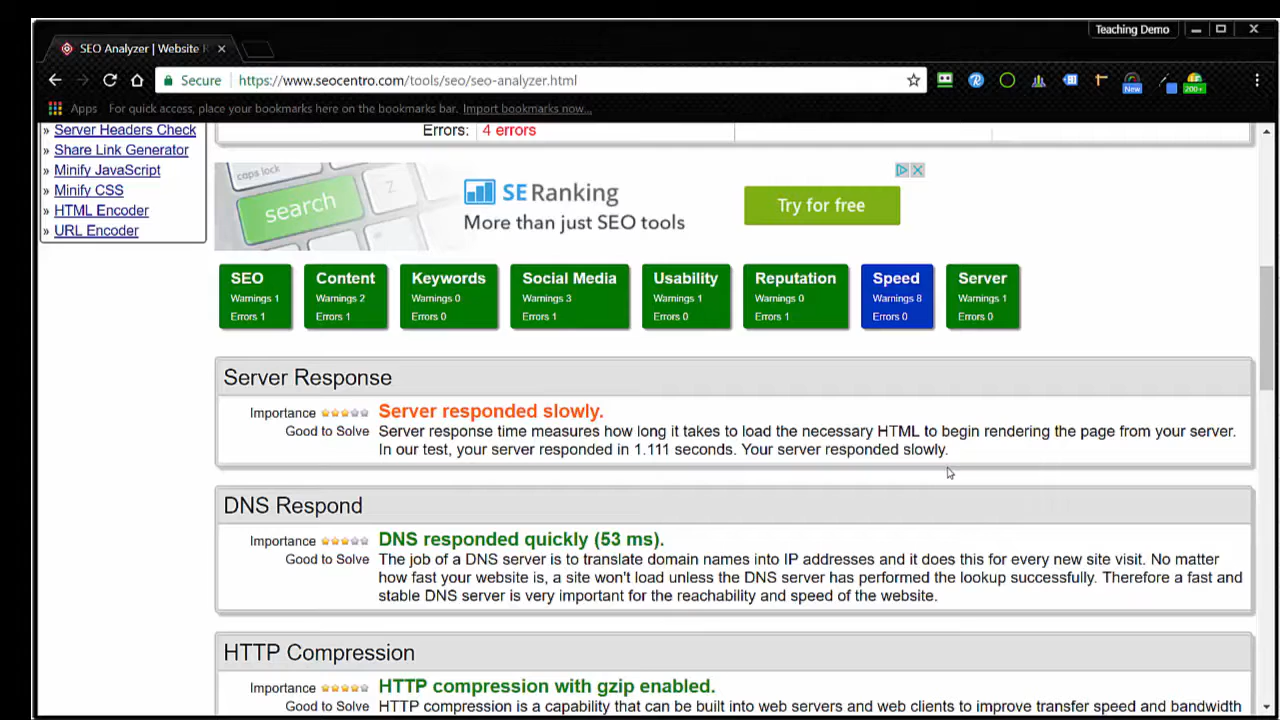 Teaching Demo
SEO Analyzer | Website R
Secure https://www.seocentro.com/tools/seo/seo-analyzer.html
New
200+
Apps For quick access, place your bookmarks here on the bookmarks bar. Import bookmarks now...
» Server Headers Check
» Share Link Generator
» Minify JavaScript
» Minify CSS
» HTML Encoder
» URL Encoder
Errors: 4 errors
caps lock
Z
search
SE Ranking
More than just SEO tools
Try for free
SEO
Warnings 1
Errors 1
Content
Warnings 2
Errors 1
Keywords
Warnings 0
Errors 0
Social Media
Warnings 3
Errors 1
Usability
Warnings 1
Errors 0
Reputation
Warnings 0
Errors 1
Speed
Warnings 8
Errors 0
Server
Warnings 1
Errors 0
Server Response
Importance Server responded slowly.
Good to Solve Server response time measures how long it takes to load the necessary HTML to begin rendering the page from your server.
In our test, your server responded in 1.111 seconds. Your server responded slowly.
DNS Respond
Importance DNS responded quickly (53 ms).
Good to Solve The job of a DNS server is to translate domain names into IP addresses and it does this for every new site visit. No matter
how fast your website is, a site won't load unless the DNS server has performed the lookup successfully. Therefore a fast and
stable DNS server is very important for the reachability and speed of the website.
HTTP Compression
Importance HTTP compression with gzip enabled.
Good to Solve HTTP compression is a capability that can be built into web servers and web clients to improve transfer speed and bandwidth